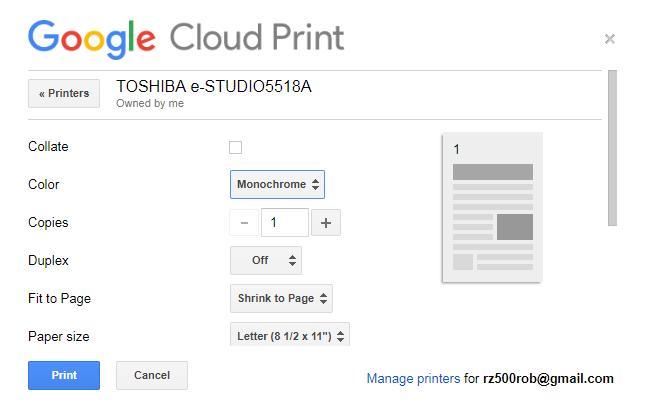 Google Cloud Print
×
« Printers
TOSHIBA e-STUDIO5518A
Owned by me
Collate
1
Color
Monochrome
Copies
− 1 +
Duplex
Off
Fit to Page
Shrink to Page
Paper size
Letter (8 1/2 x 11")
Print
Cancel
Manage printers for rz500rob@gmail.com